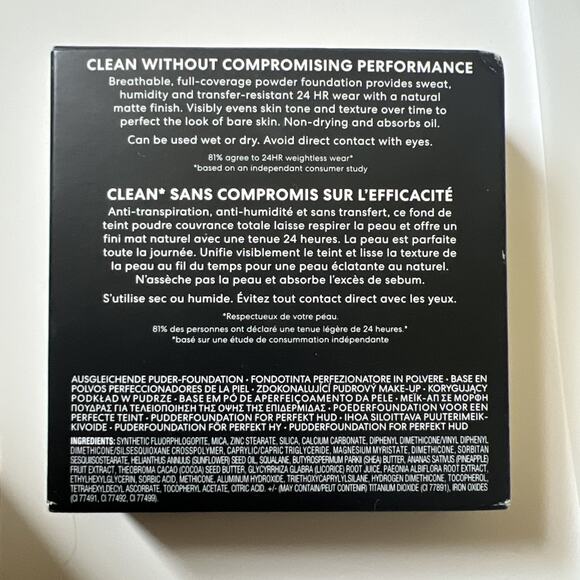 CLEAN WITHOUT COMPROMISING PERFORMANCE
Breathable, full-coverage powder foundation provides sweat,
humidity and transfer-resistant 24 HR wear with a natural
matte finish. Visibly evens skin tone and texture over time to
perfect the look of bare skin. Non-drying and absorbs oil.
Can be used wet or dry. Avoid direct contact with eyes.
81% agree to 24HR weightless wear*
*based on an independant consumer study
CLEAN* SANS COMPROMIS SUR L'EFFICACITÉ
Anti-transpiration, anti-humidité et sans transfert, ce fond de
teint poudre couvrance totale laisse respirer la peau et offre un
fini mat naturel avec une tenue 24 heures. La peau est parfaite
toute la journée. Unifie visiblement le teint et lisse la texture de
la peau au fil du temps pour une peau éclatante au naturel.
N'assèche pas la peau et absorbe l'excès de sebum.
S'utilise sec ou humide. Évitez tout contact direct avec les yeux.
*Respectueux de votre peau.
81% des personnes ont déclaré une tenue légère de 24 heures.*
*basé sur une étude de consummation indépendante
AUSGLEICHENDE PUDER-FOUNDATION • FONDOTINTA PERFEZIONATORE IN POLVERE • BASE EN
POLVOS PERFECCIONADORES DE LA PIEL • ZDOKONALUJÍCÍ PUDROVÝ MAKE-UP • KORYGUJĄCY
PODKŁAD W PUDRZE • BASE EM PÓ DE APERFEIÇOAMENTO DA PELE • ΜΕΪΚ-ΑΠ ΣΕ ΜΟΡΦΗ
ΠΟΥΔΡΑΣ ΓΙΑ ΤΕΛΕΙΟΠΟΙΗΣΗ ΤΗΣ ΟΨΗΣ ΤΗΣ ΕΠΙΔΕΡΜΙΔΑΣ • POEDERFOUNDATION VOOR EEN
PERFECTE TEINT • PUDDERFOUNDATION FOR PERFEKT HUD • IHOA SILOTTAVA PUUTERIMEIK-
KIVOIDE • PUDERFOUNDATION FÖR PERFEKT HY • PUDDERFOUNDATION TIL PERFEKT HUD
INGREDIENTS: SYNTHETIC FLUORPHLOGOPITE, MICA, ZINC STEARATE, SILICA, CALCIUM CARBONATE, DIPHENYL DIMETHICONE/VINYL DIPHENYL
DIMETHICONE/SILSESQUIOXANE CROSSPOLYMER, CAPRYLIC/CAPRIC TRIGLYCERIDE, MAGNESIUM MYRISTATE, DIMETHICONE, SORBITAN
SESQUIISOSTEARATE, HELIANTHUS ANNUUS (SUNFLOWER) SEED OIL, SQUALANE, BUTYROSPERMUM PARKII (SHEA) BUTTER, ANANAS SATIVUS (PINEAPPLE)
FRUIT EXTRACT, THEOBROMA CACAO (COCOA) SEED BUTTER, GLYCYRRHIZA GLABRA (LICORICE) ROOT JUICE, PAEONIA ALBIFLORA ROOT EXTRACT,
ETHYLHEXYLGLYCERIN, SORBIC ACID, METHICONE, ALUMINUM HYDROXIDE, TRIETHOXYCAPRYLYLSILANE, HYDROGEN DIMETHICONE, TOCOPHEROL,
TETRAHEXYLDECYL ASCORBATE, TOCOPHERYL ACETATE, CITRIC ACID. +/- (MAY CONTAIN/PEUT CONTENIR) TITANIUM DIOXIDE (CI 77891), IRON OXIDES
(CI 77491, CI 77492, CI 77499).